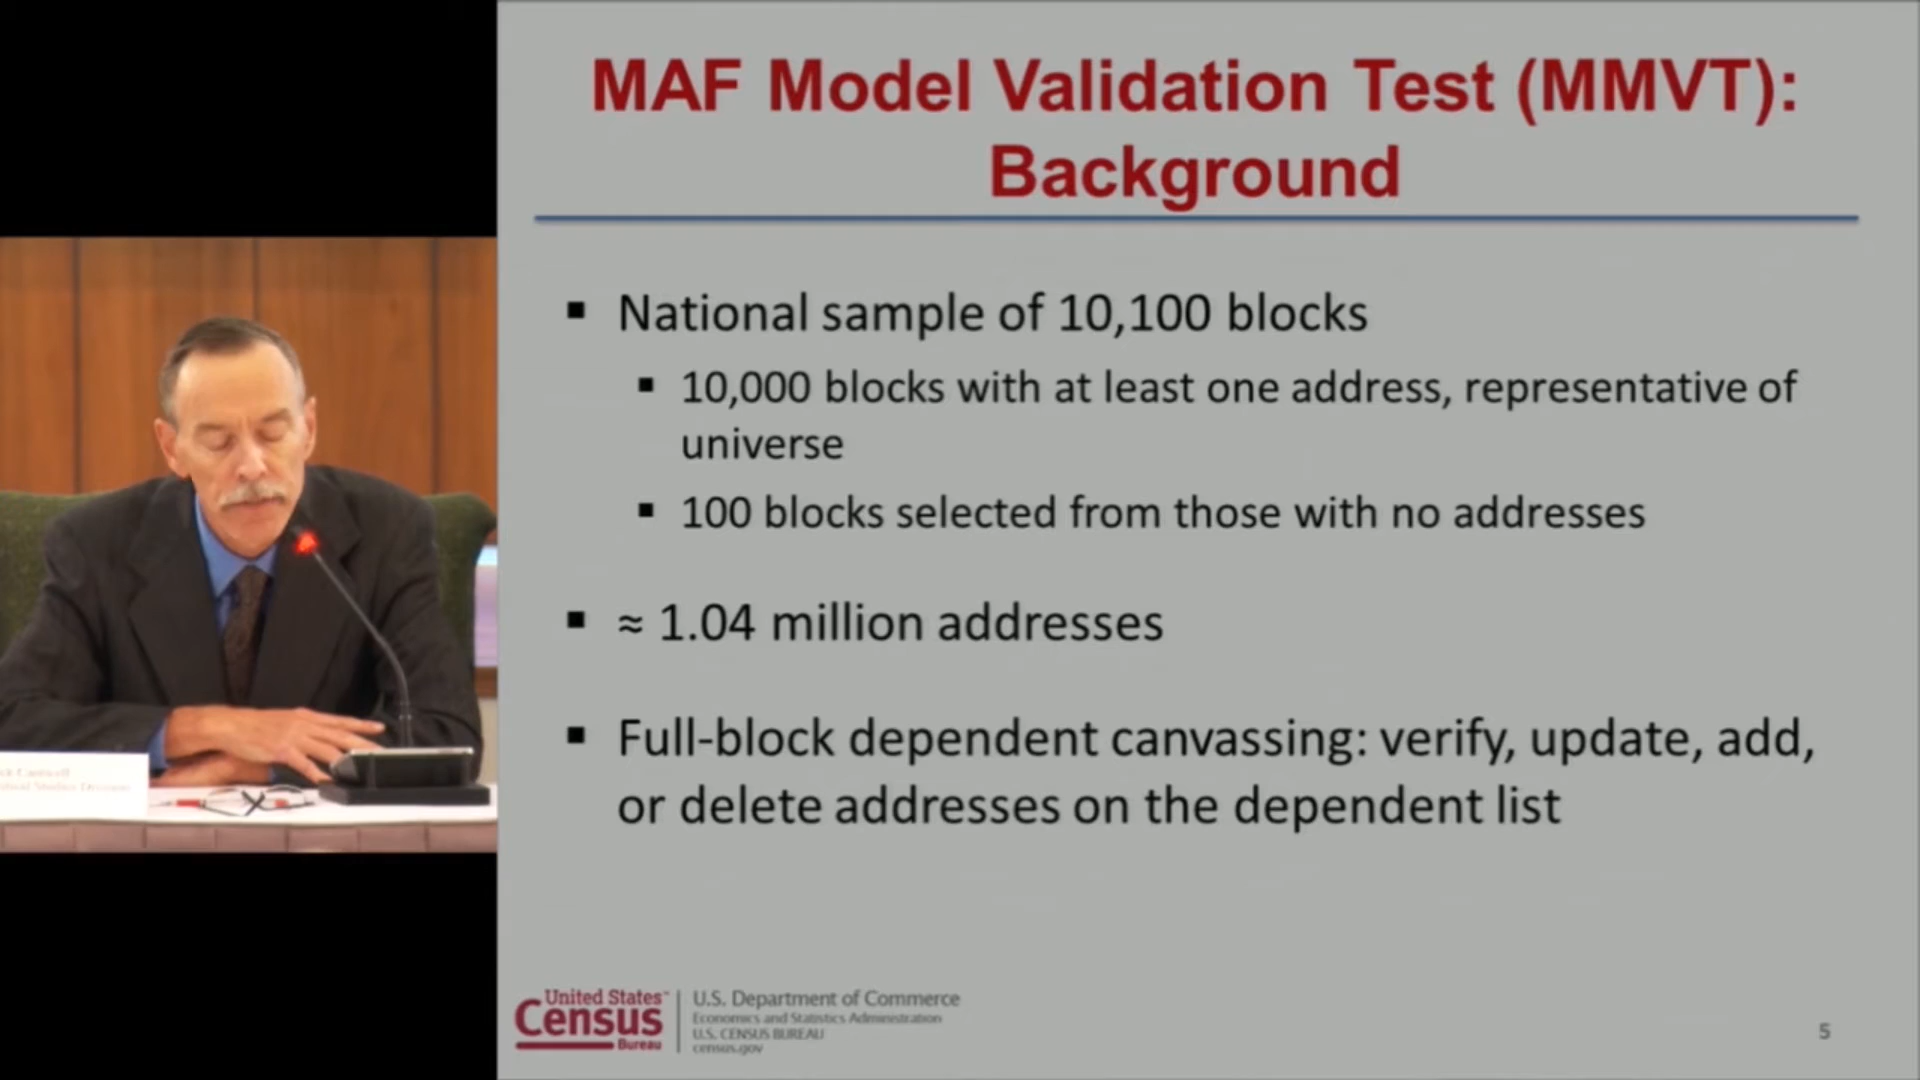 MAF Model Validation Test (MMVT):
Background
▪ National sample of 10,100 blocks
▪ 10,000 blocks with at least one address, representative of
universe
▪ 100 blocks selected from those with no addresses
▪ ≈ 1.04 million addresses
▪ Full-block dependent canvassing: verify, update, add,
or delete addresses on the dependent list
United States™
Census
Bureau
U.S. Department of Commerce
Economics and Statistics Administration
U.S. CENSUS BUREAU
census.gov
5